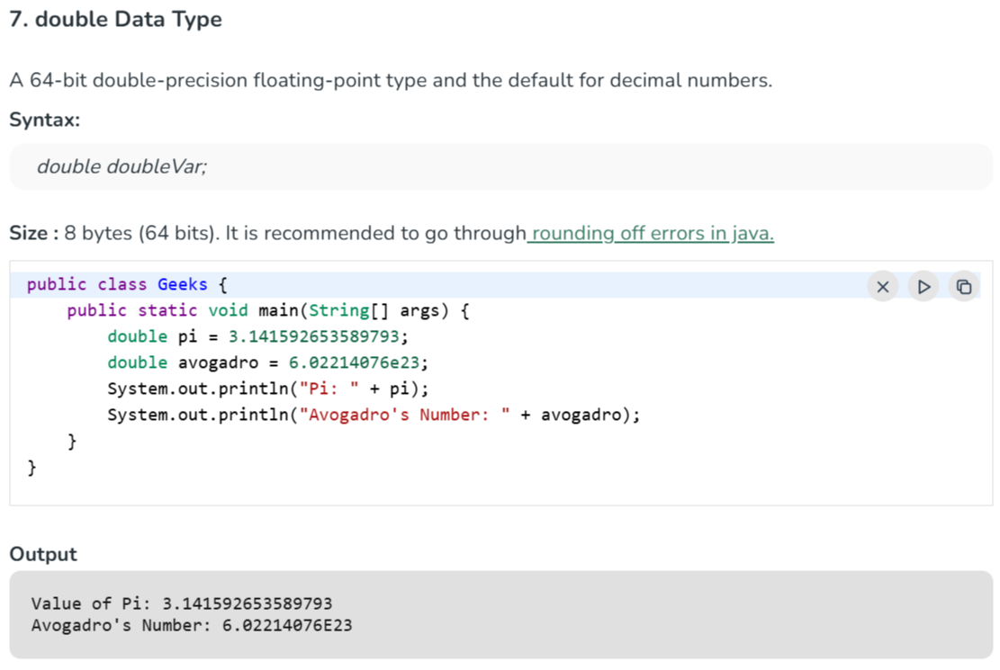 7. double Data Type
A 64-bit double-precision floating-point type and the default for decimal numbers.
Syntax:
double doubleVar;
Size : 8 bytes (64 bits). It is recommended to go through rounding off errors in java.
public class Geeks {
    public static void main(String[] args) {
        double pi = 3.141592653589793;
        double avogadro = 6.02214076e23;
        System.out.println("Pi: " + pi);
        System.out.println("Avogadro's Number: " + avogadro);
    }
}
Output
Value of Pi: 3.141592653589793
Avogadro's Number: 6.02214076E23